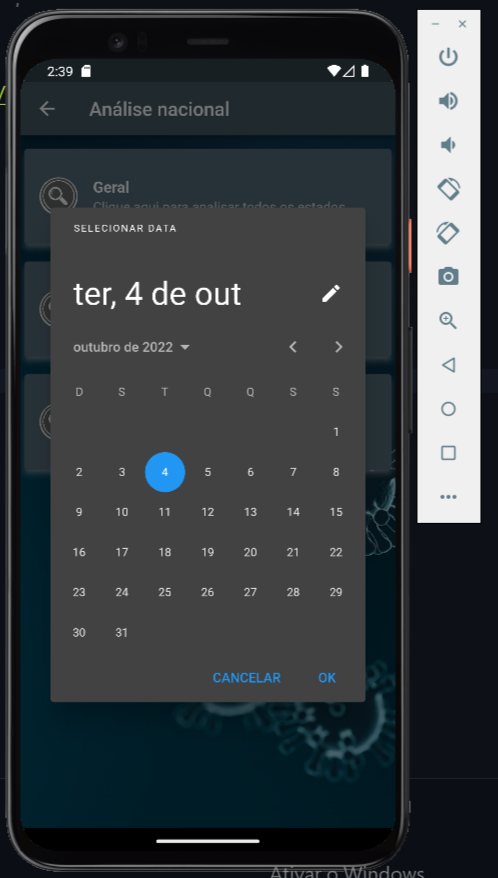 2:39
Análise nacional
Geral
Clique aqui para analisar todos os estados
SELECIONAR DATA
ter, 4 de out
outubro de 2022
D S T Q Q S S
1
2 3 4 5 6 7 8
9 10 11 12 13 14 15
16 17 18 19 20 21 22
23 24 25 26 27 28 29
30 31
CANCELAR OK
Ativar o Windows